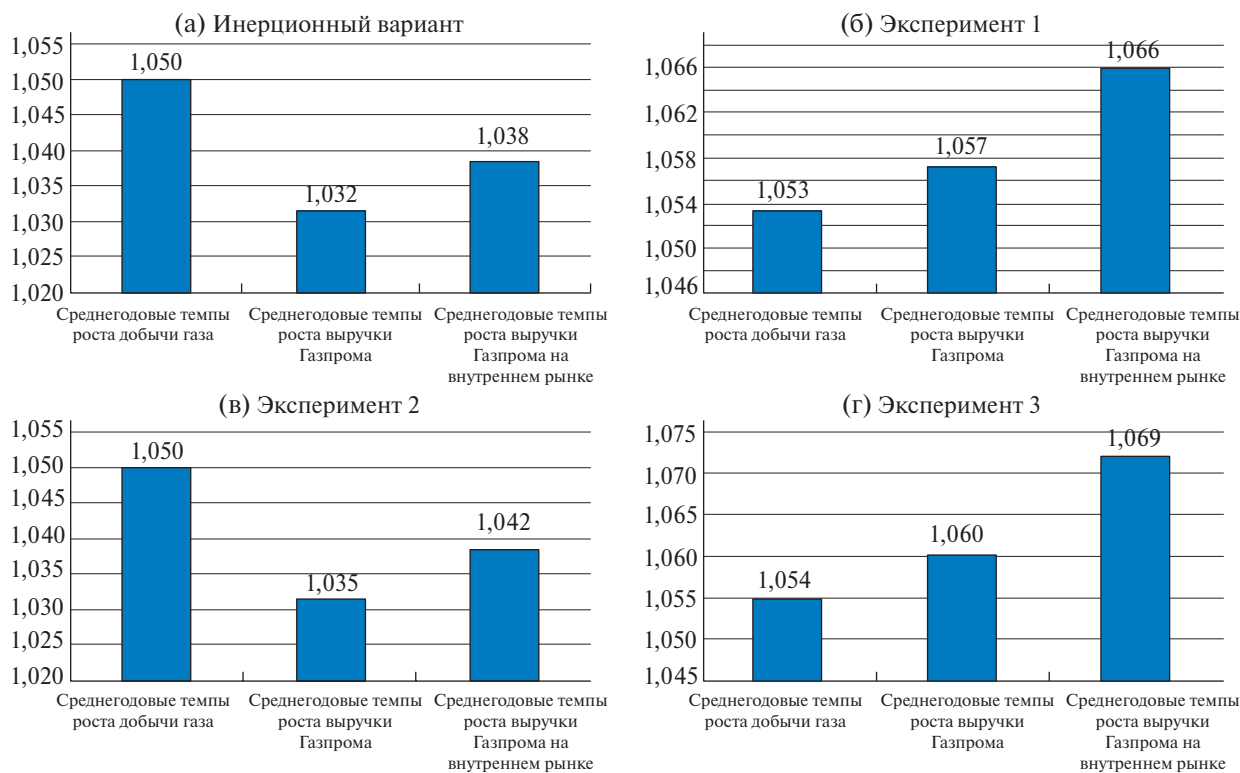 (а) Инерционный вариант
1,055
1,050
1,045
1,040
1,035
1,030
1,025
1,020
1,050
1,032
1,038
Среднегодовые темпы
роста добычи газа
Среднегодовые темпы
роста выручки
Газпрома
Среднегодовые темпы
роста выручки
Газпрома на
внутреннем рынке
(б) Эксперимент 1
1,066
1,062
1,058
1,054
1,050
1,046
1,053
1,057
1,066
Среднегодовые темпы
роста добычи газа
Среднегодовые темпы
роста выручки
Газпрома
Среднегодовые темпы
роста выручки
Газпрома на
внутреннем рынке
(в) Эксперимент 2
1,055
1,050
1,045
1,040
1,035
1,030
1,025
1,020
1,050
1,035
1,042
Среднегодовые темпы
роста добычи газа
Среднегодовые темпы
роста выручки
Газпрома
Среднегодовые темпы
роста выручки
Газпрома на
внутреннем рынке
(г) Эксперимент 3
1,075
1,070
1,065
1,060
1,055
1,050
1,045
1,054
1,060
1,069
Среднегодовые темпы
роста добычи газа
Среднегодовые темпы
роста выручки
Газпрома
Среднегодовые темпы
роста выручки
Газпрома на
внутреннем рынке